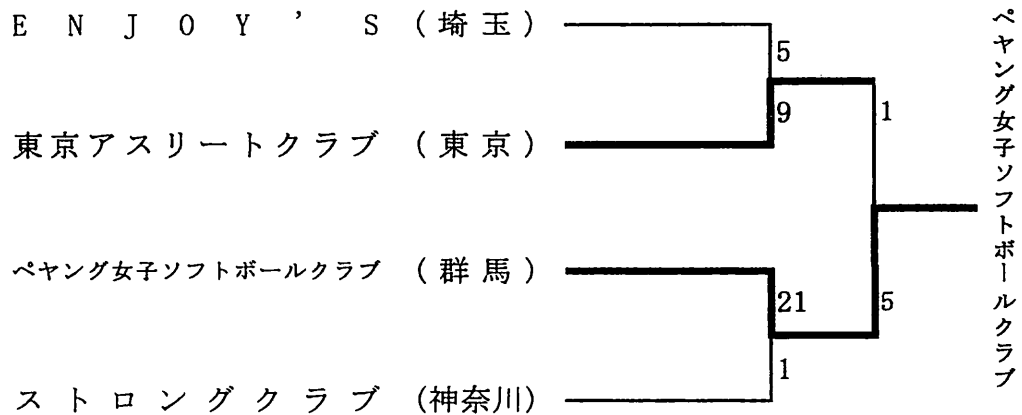 ENJOY'S (埼玉)
5
9
1
東京アスリートクラブ (東京)
ペヤング女子ソフトボールクラブ (群馬)
21
5
1
ストロングクラブ (神奈川)
ペヤング女子ソフトボールクラブ